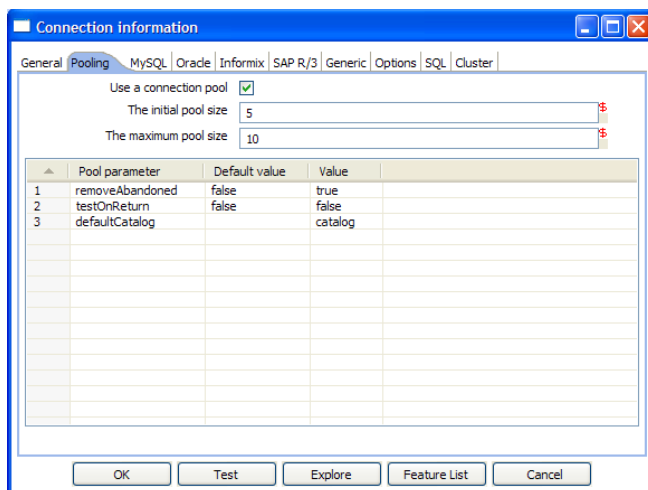 Connection information
General Pooling MySQL Oracle Informix SAP R/3 Generic Options SQL Cluster
Use a connection pool
The initial pool size 5 $
The maximum pool size 10 $
Pool parameter Default value Value
1 removeAbandoned false true
2 testOnReturn false false
3 defaultCatalog catalog
OK Test Explore Feature List Cancel